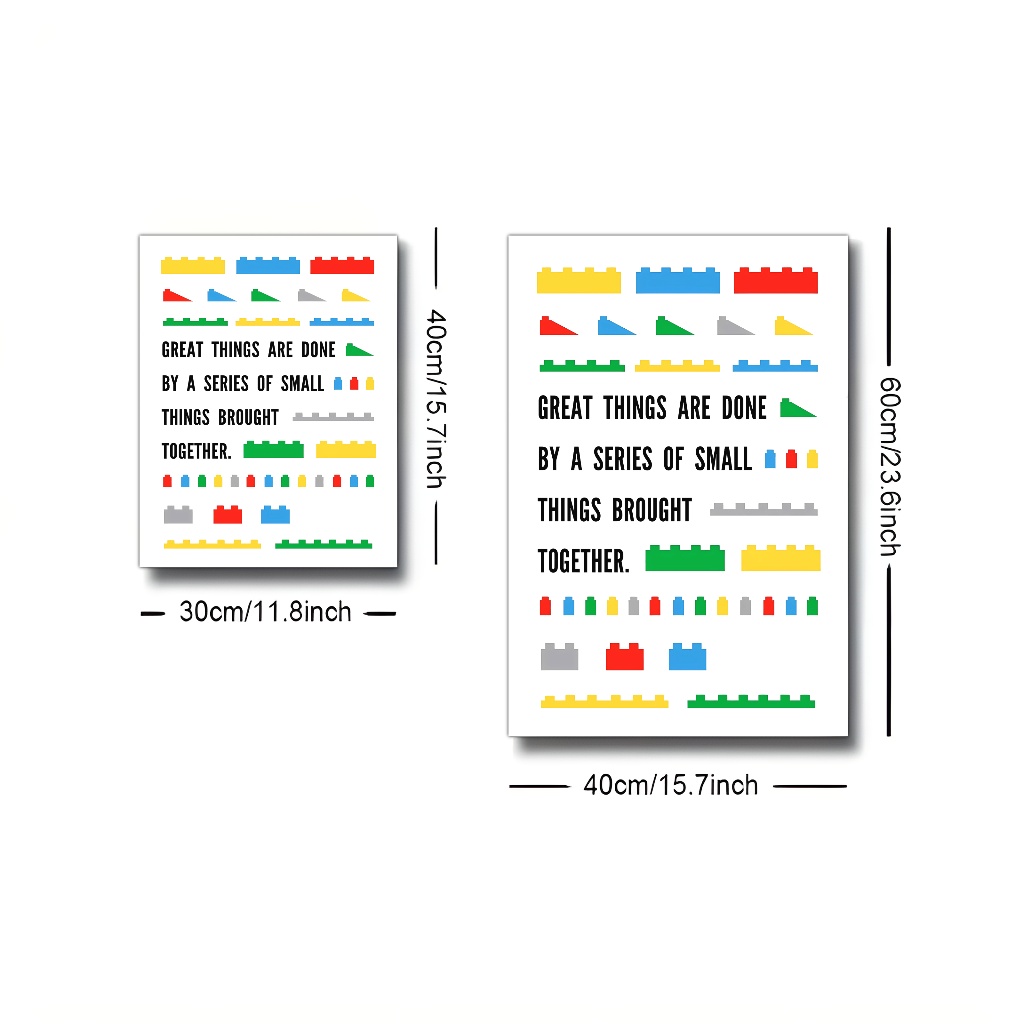 GREAT THINGS ARE DONE
BY A SERIES OF SMALL
THINGS BROUGHT
TOGETHER.
40cm/15.7inch
30cm/11.8inch
GREAT THINGS ARE DONE
BY A SERIES OF SMALL
THINGS BROUGHT
TOGETHER.
60cm/23.6inch
40cm/15.7inch